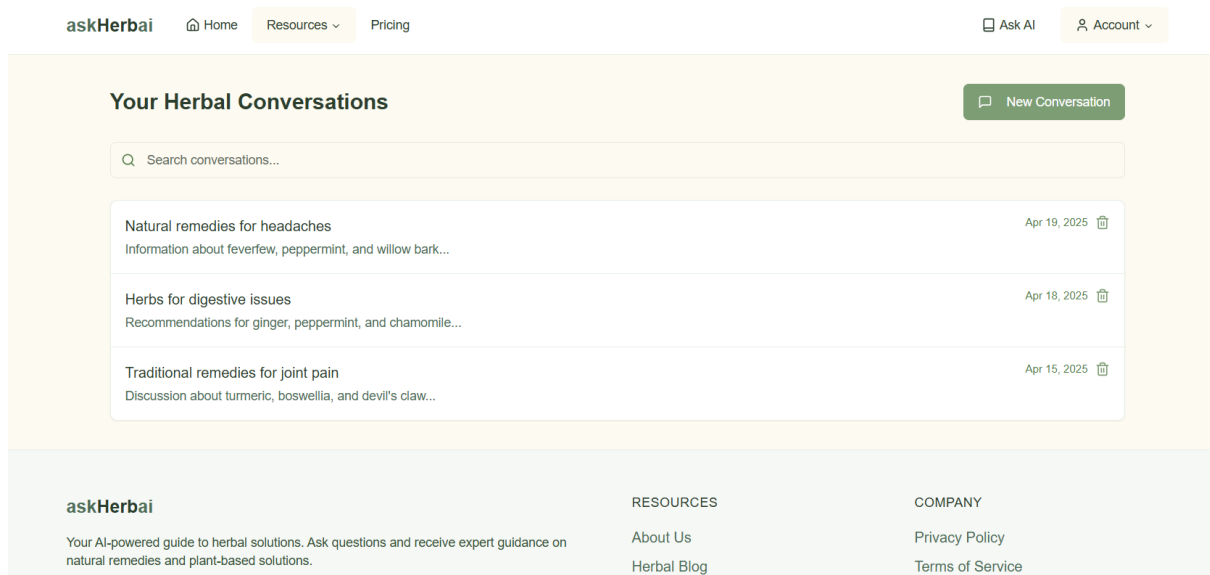 askHerbai Home Resources Pricing Ask AI Account
Your Herbal Conversations
New Conversation
Search conversations...
Natural remedies for headaches
Apr 19, 2025
Information about feverfew, peppermint, and willow bark...
Herbs for digestive issues
Apr 18, 2025
Recommendations for ginger, peppermint, and chamomile...
Traditional remedies for joint pain
Apr 15, 2025
Discussion about turmeric, boswellia, and devil's claw...
askHerbai
Your AI-powered guide to herbal solutions. Ask questions and receive expert guidance on
natural remedies and plant-based solutions.
RESOURCES
About Us
Herbal Blog
COMPANY
Privacy Policy
Terms of Service